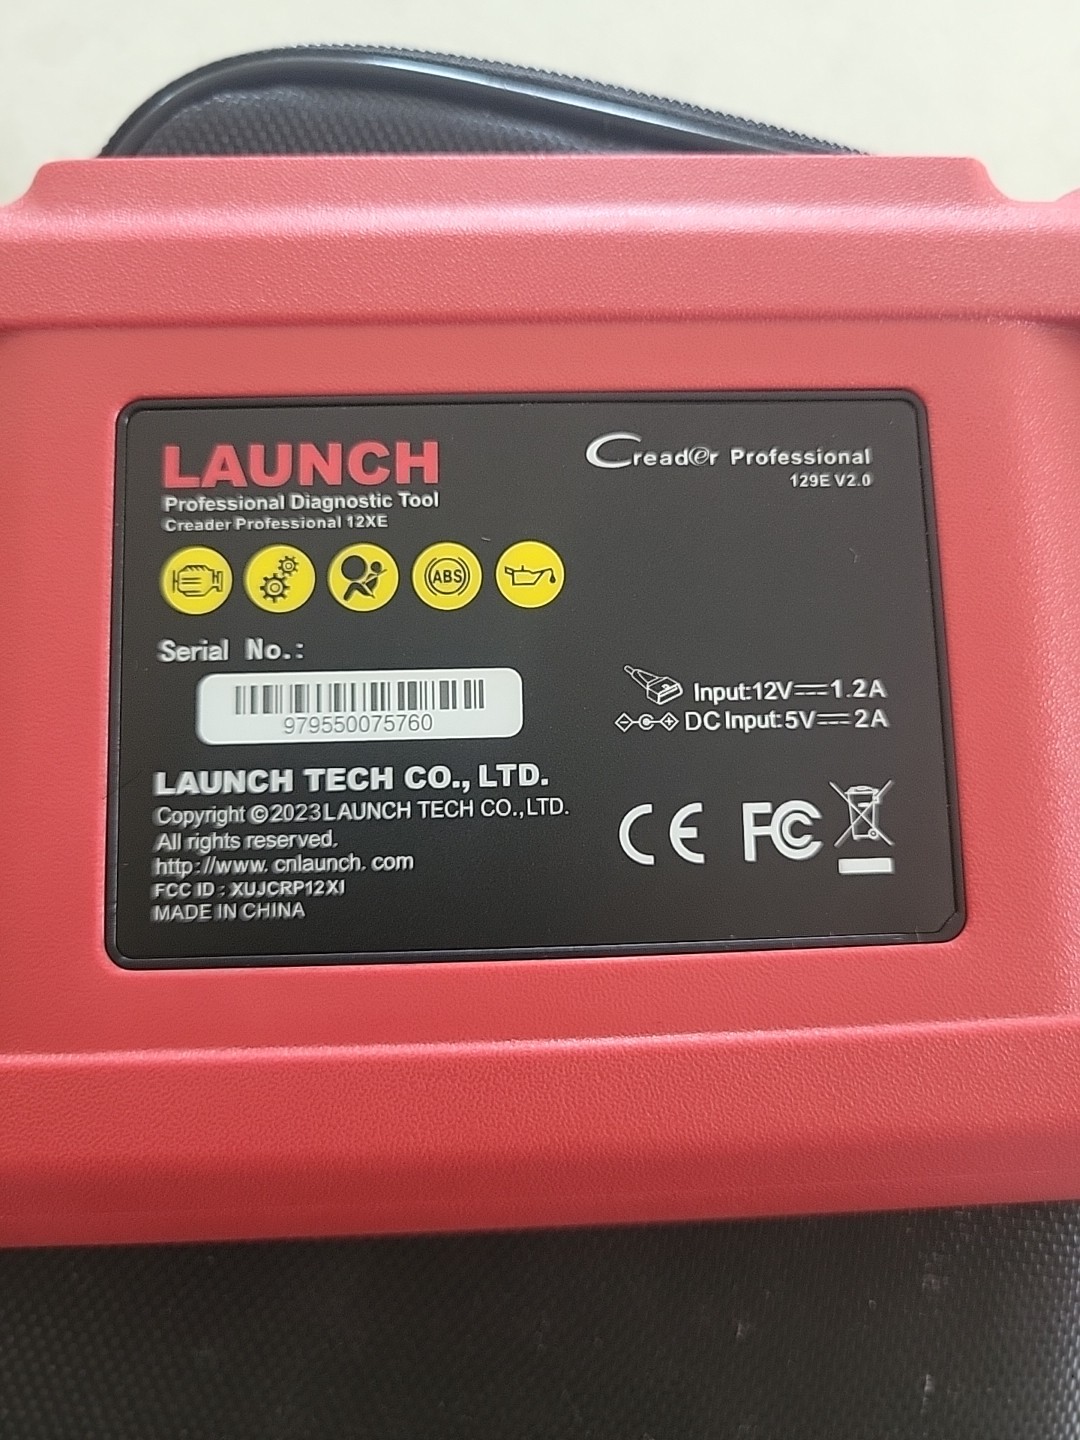 LAUNCH
Professional Diagnostic Tool
Creader Professional 12XE
Creader Professional
129E V2.0
ABS
Serial No.:
979550075760
Input:12V⎓1.2A
DC Input:5V⎓2A
LAUNCH TECH CO., LTD.
Copyright ©2023LAUNCH TECH CO.,LTD.
All rights reserved.
http://www. cnlaunch. com
FCC ID : XUJCRP12XI
MADE IN CHINA
CE FC